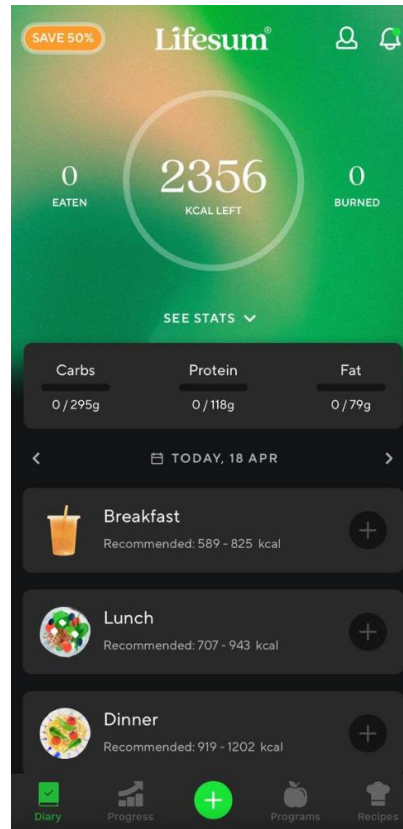 SAVE 50%
Lifesum®
2356
KCAL LEFT
0
EATEN
0
BURNED
SEE STATS
Carbs
0 / 295g
Protein
0 / 118g
Fat
0 / 79g
TODAY, 18 APR
Breakfast
Recommended: 589 - 825 kcal
Lunch
Recommended: 707 - 943 kcal
Dinner
Recommended: 919 - 1202 kcal
Diary
Progress
Programs
Recipes